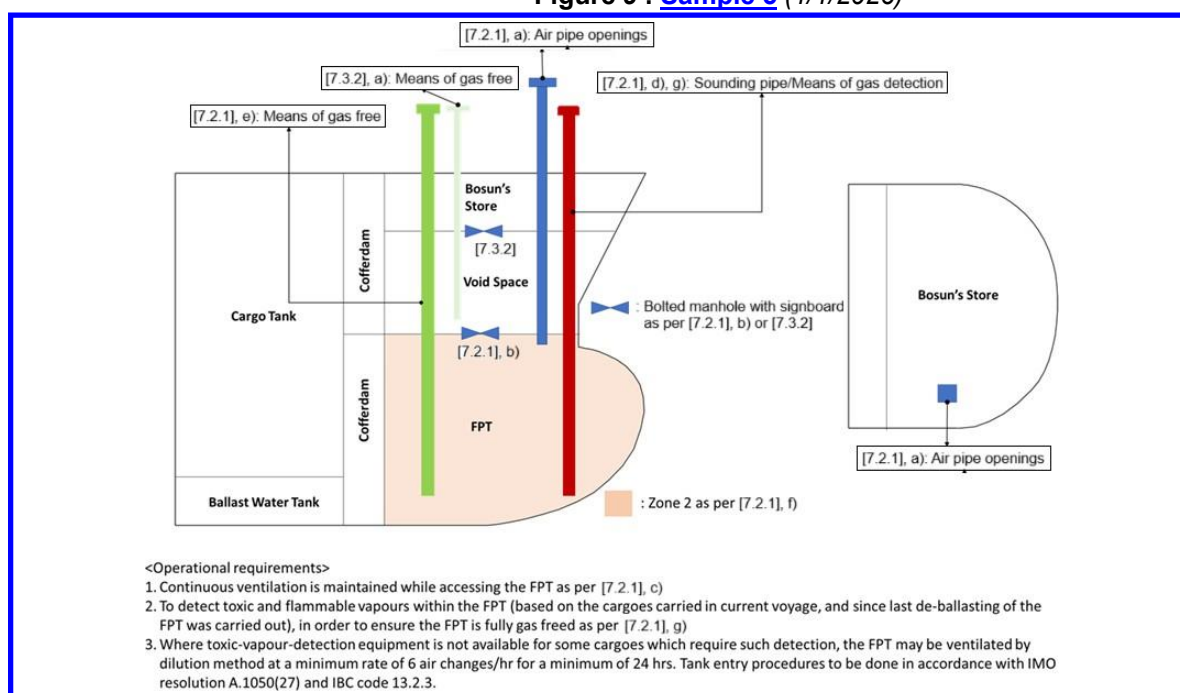 Figure 5 : Sample 3 (1/1/2026)
[7.2.1], a): Air pipe openings
[7.3.2], a): Means of gas free
[7.2.1], d), g): Sounding pipe/Means of gas detection
[7.2.1], e): Means of gas free
Bosun's
Store
[7.3.2]
Cofferdam
Void Space
Bosun's Store
Cargo Tank
: Bolted manhole with signboard
as per [7.2.1], b) or [7.3.2]
[7.2.1], b)
Cofferdam
FPT
[7.2.1], a): Air pipe openings
Ballast Water Tank
: Zone 2 as per [7.2.1], f)
<Operational requirements>
1. Continuous ventilation is maintained while accessing the FPT as per [7.2.1], c)
2. To detect toxic and flammable vapours within the FPT (based on the cargoes carried in current voyage, and since last de-ballasting of the
FPT was carried out), in order to ensure the FPT is fully gas freed as per [7.2.1], g)
3. Where toxic-vapour-detection equipment is not available for some cargoes which require such detection, the FPT may be ventilated by
dilution method at a minimum rate of 6 air changes/hr for a minimum of 24 hrs. Tank entry procedures to be done in accordance with IMO
resolution A.1050(27) and IBC code 13.2.3.